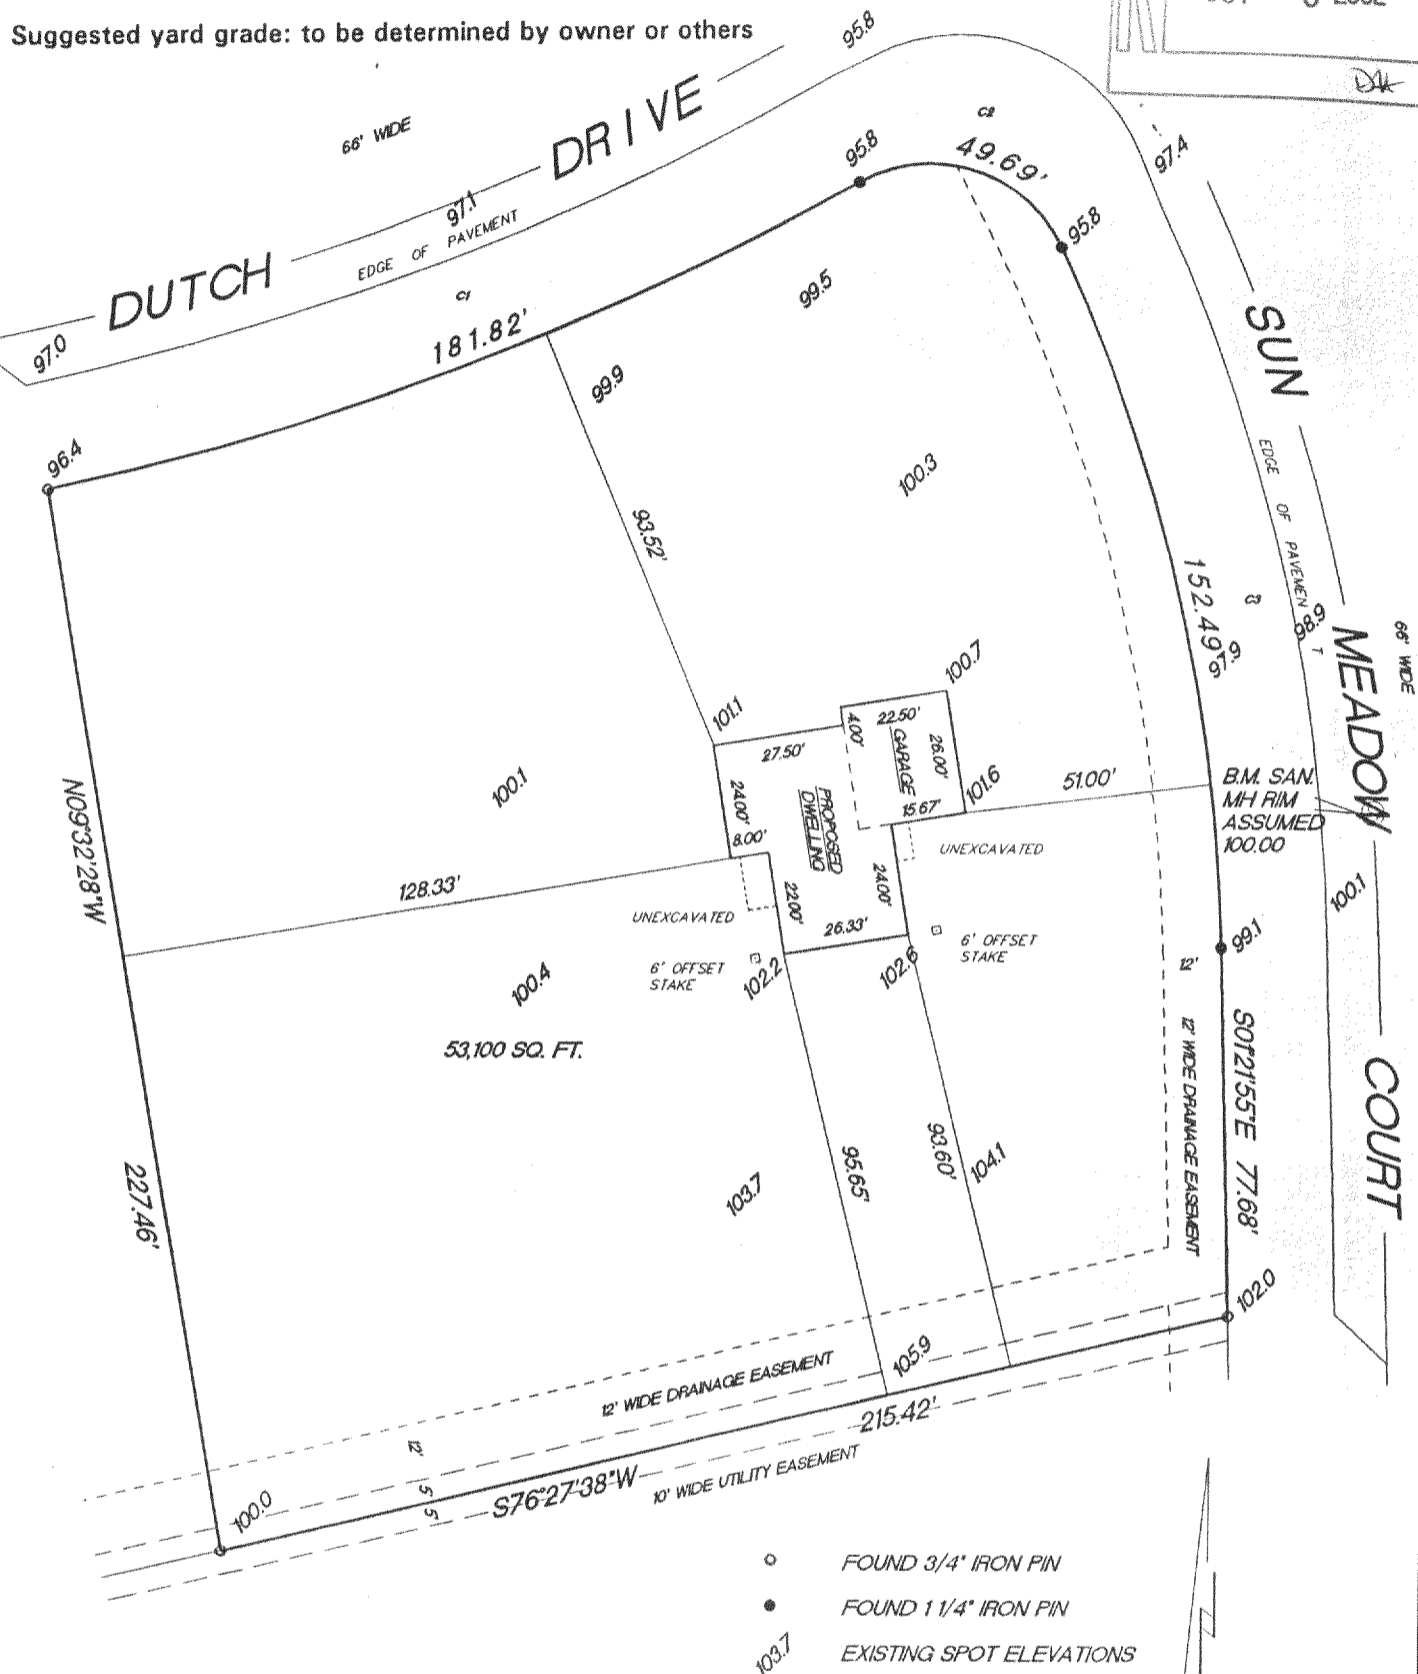 Suggested yard grade: to be determined by owner or others
95.8
66' WIDE
DUTCH DRIVE
97.1
EDGE OF PAVEMENT
97.0
C1
181.82'
95.8
C2
49.69'
97.4
95.8
96.4
99.5
99.9
100.3
93.52'
SUN
MEADOW
COURT
EDGE OF PAVEMEN
T
98.9
66' WIDE
152.49'
C3
97.9
100.7
101.1
27.50'
4.00'
22.50'
GARAGE
26.00'
15.67'
101.6
51.00'
B.M. SAN.
MH RIM
ASSUMED
100.00
100.1
24.00'
8.00'
PROPOSED
DWELLING
UNEXCAVATED
24.00'
22.00'
26.33'
100.1
N09°32'28"W
128.33'
UNEXCAVATED
6' OFFSET
STAKE
102.2
102.6
6' OFFSET
STAKE
99.1
12'
100.4
53,100 SQ. FT.
12' WIDE DRAINAGE EASEMENT
S01°21'55"E 77.68'
227.46'
103.7
95.65'
93.60'
104.1
102.0
105.9
12' WIDE DRAINAGE EASEMENT
215.42'
12'
5'
5'
S76°27'38"W
10' WIDE UTILITY EASEMENT
100.0
FOUND 3/4" IRON PIN
FOUND 1 1/4" IRON PIN
103.7 EXISTING SPOT ELEVATIONS